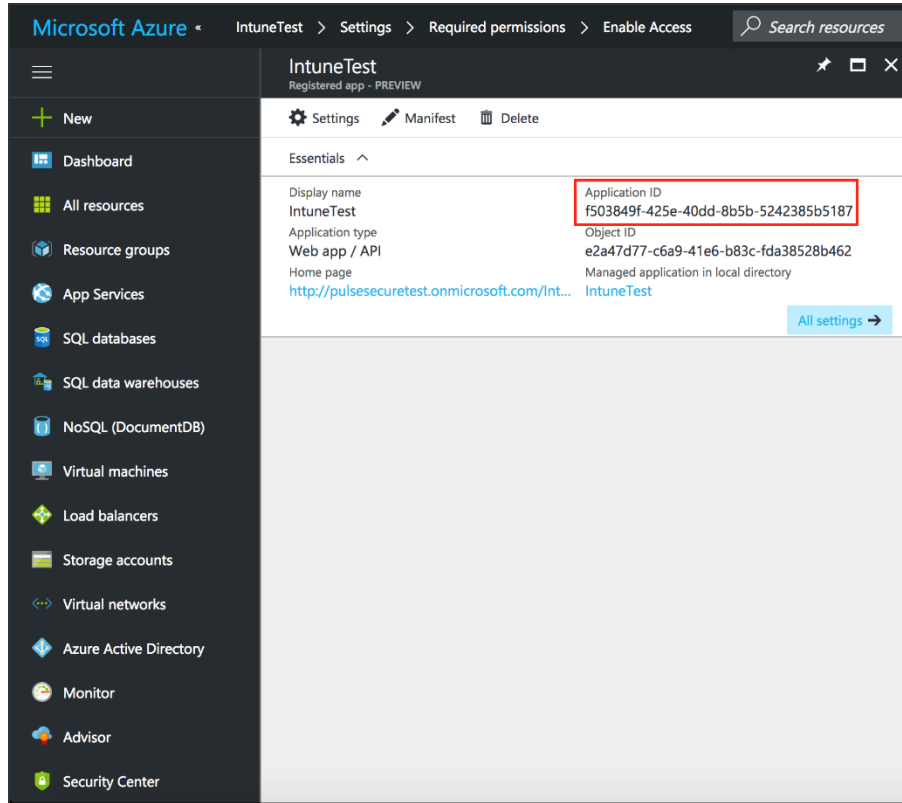 Microsoft Azure « IntuneTest > Settings > Required permissions > Enable Access Search resources
IntuneTest
Registered app - PREVIEW
New
Settings Manifest Delete
Dashboard
Essentials
All resources
Display name
IntuneTest
Application type
Web app / API
Home page
http://pulsesecuretest.onmicrosoft.com/Int...
Application ID
f503849f-425e-40dd-8b5b-5242385b5187
Object ID
e2a47d77-c6a9-41e6-b83c-fda38528b462
Managed application in local directory
IntuneTest
All settings →
Resource groups
App Services
SQL databases
SQL data warehouses
NoSQL (DocumentDB)
Virtual machines
Load balancers
Storage accounts
Virtual networks
Azure Active Directory
Monitor
Advisor
Security Center